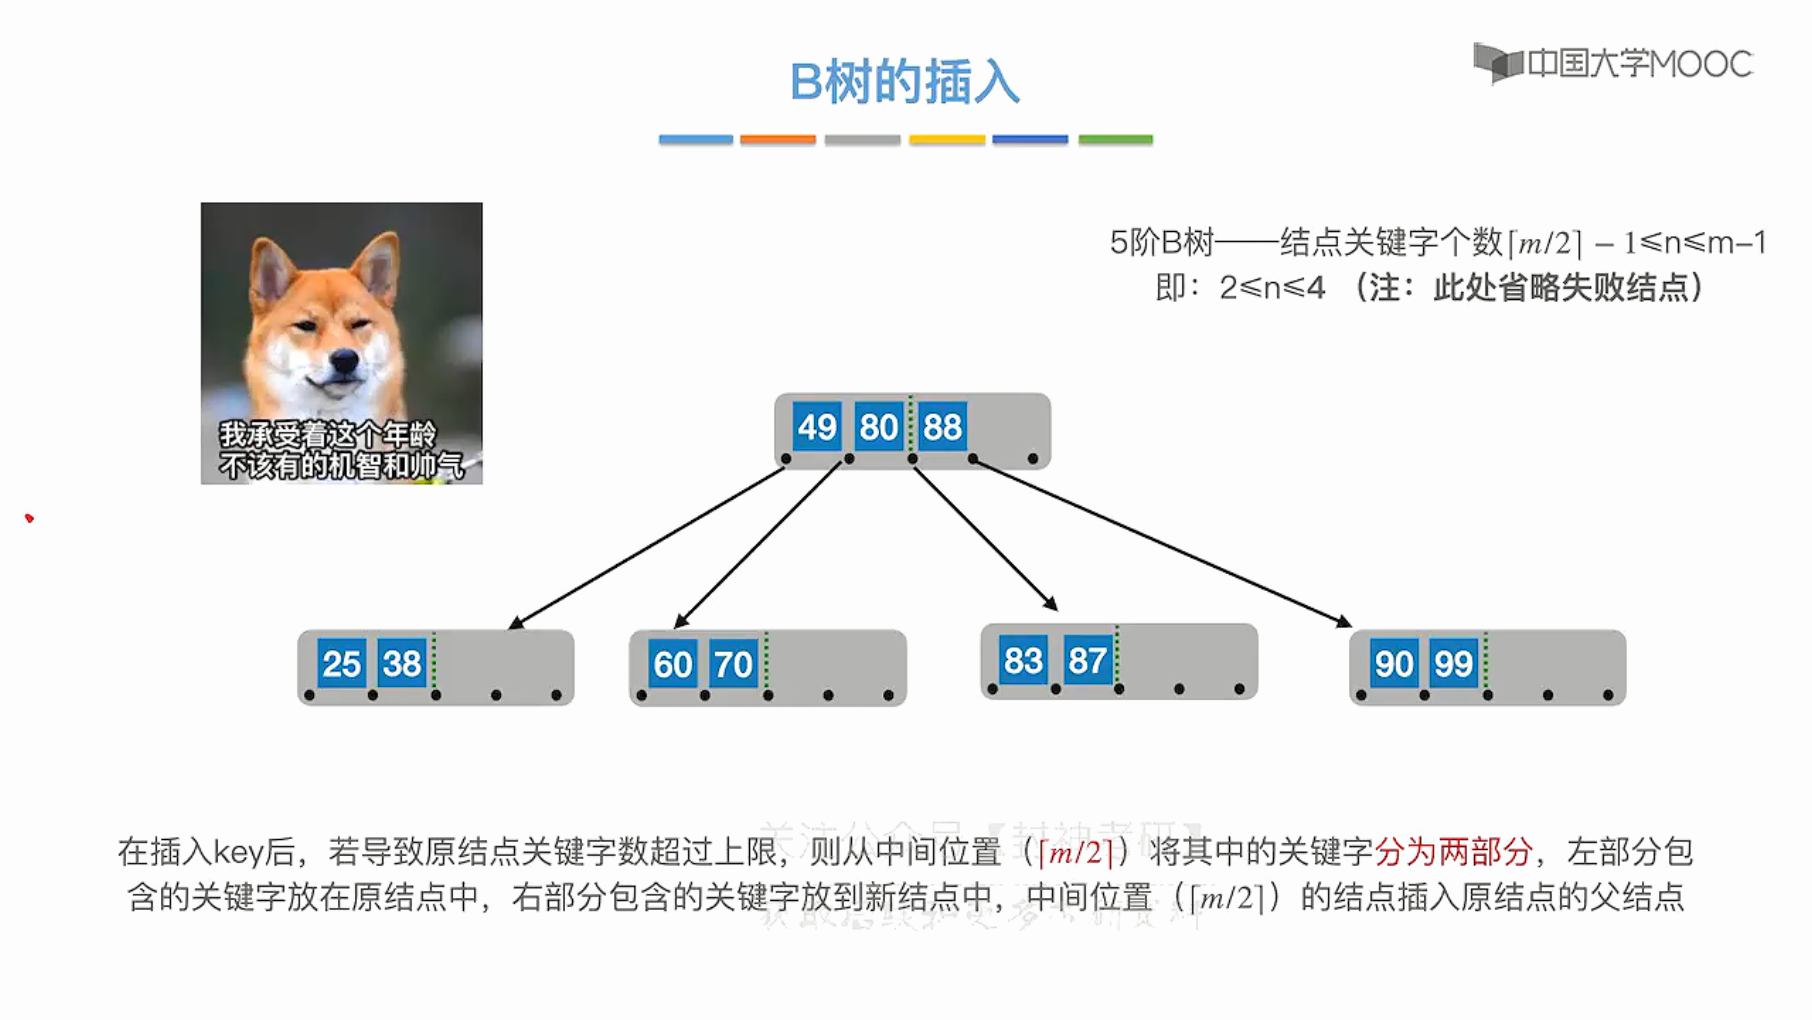 中国大学MOOC
B树的插入
5阶B树——结点关键字个数⌈m/2⌉ – 1≤n≤m–1
即：2≤n≤4 （注：此处省略失败结点）
我承受着这个年龄
不该有的机智和帅气
49 80 88
25 38
60 70
83 87
90 99
关注公众号【封神考研】
在插入key后，若导致原结点关键字数超过上限，则从中间位置（⌈m/2⌉）将其中的关键字分为两部分，左部分包
含的关键字放在原结点中，右部分包含的关键字放到新结点中，中间位置（⌈m/2⌉）的结点插入原结点的父结点